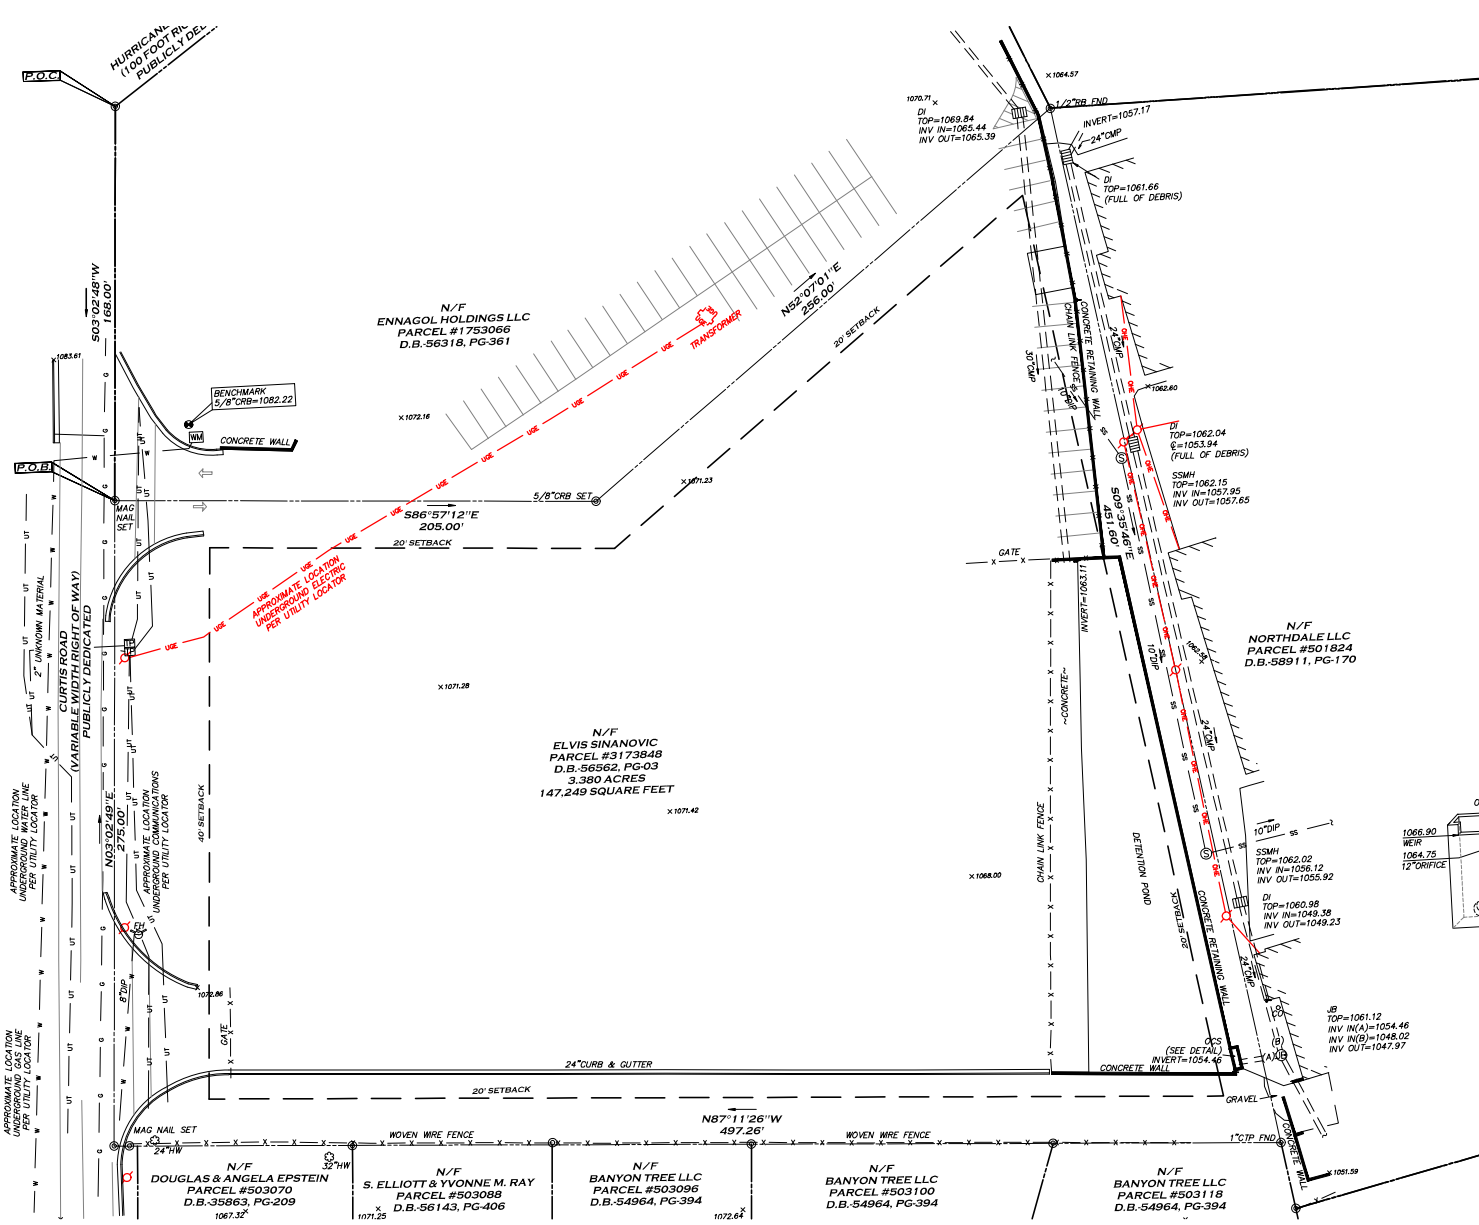 HURRICANE
(100 FOOT RIG
PUBLICLY DED
P.O.C.
S03°02'48"W
168.00'
1083.61
BENCHMARK
5/8"CRB=1082.22
WM
CONCRETE WALL
P.O.B.
MAG
NAIL
SET
N/F
ENNAGOL HOLDINGS LLC
PARCEL #1753066
D.B.-56318, PG-361
1072.16
TRANSFORMER
N52°07'01"E
256.00'
20' SETBACK
1071.23
5/8"CRB SET
S86°57'12"E
205.00'
20' SETBACK
APPROXIMATE LOCATION
UNDERGROUND ELECTRIC
PER UTILITY LOCATOR
1064.57
1070.71
DI
TOP=1069.84
INV IN=1065.44
INV OUT=1065.39
1/2"RB FND
INVERT=1057.17
24"CMP
DI
TOP=1061.66
(FULL OF DEBRIS)
30"CMP
CHAIN LINK FENCE
CONCRETE RETAINING WALL
24"CMP
10"DIP
1062.60
DI
TOP=1062.04
℄=1053.94
(FULL OF DEBRIS)
SSMH
TOP=1062.15
INV IN=1057.95
INV OUT=1057.65
S09°35'46"E
451.60'
GATE
INVERT=1063.11
10"DIP
1062.58
N/F
NORTHDALE LLC
PARCEL #501824
D.B.-58911, PG-170
2" UNKNOWN MATERIAL
CURTIS ROAD
(VARIABLE WIDTH RIGHT OF WAY)
PUBLICLY DEDICATED
1071.28
~CONCRETE~
N/F
ELVIS SINANOVIC
PARCEL #3173848
D.B.-56562, PG-03
3.380 ACRES
147,249 SQUARE FEET
1071.42
24"CMP
APPROXIMATE LOCATION
UNDERGROUND WATER LINE
PER UTILITY LOCATOR
N03°02'49"E
275.00'
APPROXIMATE LOCATION
UNDERGROUND COMMUNICATIONS
PER UTILITY LOCATOR
40' SETBACK
CHAIN LINK FENCE
1068.00
DETENTION POND
10"DIP
SSMH
TOP=1062.02
INV IN=1056.12
INV OUT=1055.92
DI
TOP=1060.98
INV IN=1049.38
INV OUT=1049.23
1066.90
WEIR
1064.75
12"ORIFICE
20' SETBACK
CONCRETE RETAINING WALL
FH
8"DIP
1072.86
GATE
24"CMP
CO
JB
TOP=1061.12
INV IN(A)=1054.46
INV IN(B)=1048.02
INV OUT=1047.97
APPROXIMATE LOCATION
UNDERGROUND GAS LINE
PER UTILITY LOCATOR
24"CURB & GUTTER
OCS
(SEE DETAIL)
INVERT=1054.46
(B)
(A)
JB
CONCRETE WALL
20' SETBACK
GRAVEL
N87°11'26"W
497.26'
MAG NAIL SET
24"HW
WOVEN WIRE FENCE
WOVEN WIRE FENCE
1"CTP FND
CONCRETE WALL
1051.59
32"HW
N/F
DOUGLAS & ANGELA EPSTEIN
PARCEL #503070
D.B.-35863, PG-209
1067.32
N/F
S. ELLIOTT & YVONNE M. RAY
PARCEL #503088
D.B.-56143, PG-406
1071.25
N/F
BANYON TREE LLC
PARCEL #503096
D.B.-54964, PG-394
1072.64
N/F
BANYON TREE LLC
PARCEL #503100
D.B.-54964, PG-394
N/F
BANYON TREE LLC
PARCEL #503118
D.B.-54964, PG-394